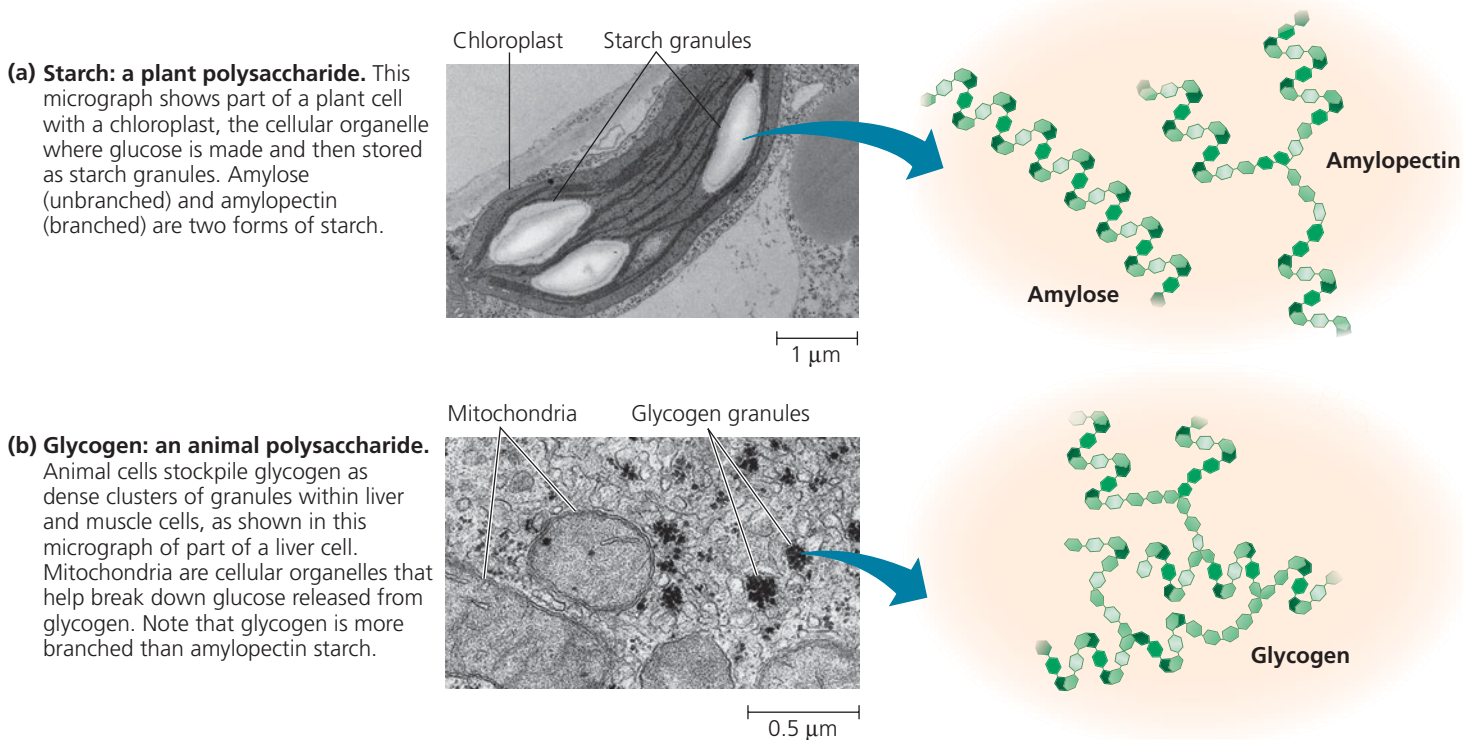 Chloroplast
Starch granules
(a) Starch: a plant polysaccharide. This
micrograph shows part of a plant cell
with a chloroplast, the cellular organelle
where glucose is made and then stored
as starch granules. Amylose
(unbranched) and amylopectin
(branched) are two forms of starch.
Amylopectin
Amylose
1 μm
Mitochondria
Glycogen granules
(b) Glycogen: an animal polysaccharide.
Animal cells stockpile glycogen as
dense clusters of granules within liver
and muscle cells, as shown in this
micrograph of part of a liver cell.
Mitochondria are cellular organelles that
help break down glucose released from
glycogen. Note that glycogen is more
branched than amylopectin starch.
Glycogen
0.5 μm